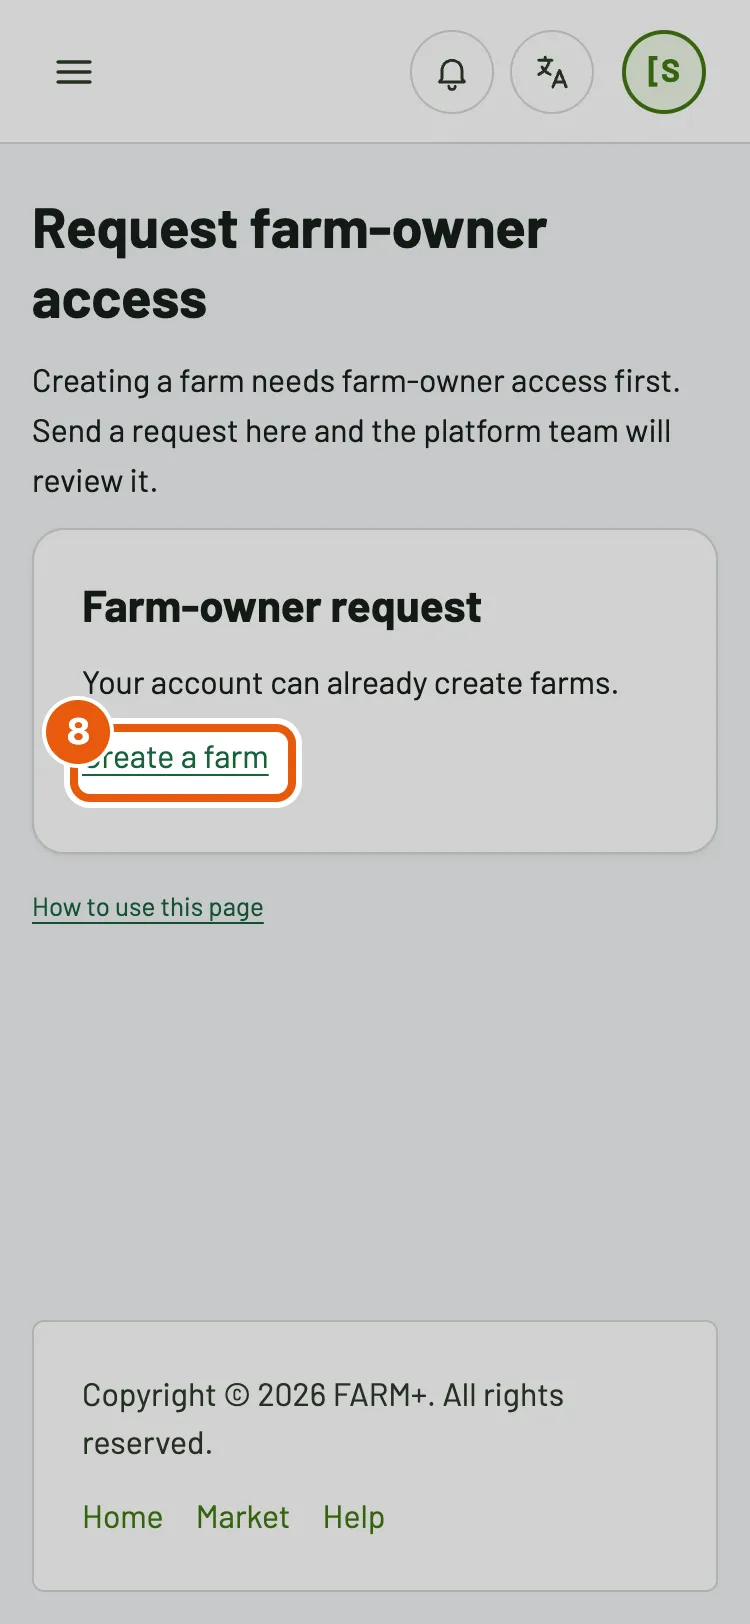 [S
Request farm-owner
access
Creating a farm needs farm-owner access first.
Send a request here and the platform team will
review it.
Farm-owner request
Your account can already create farms.
8
Create a farm
How to use this page
Copyright © 2026 FARM+. All rights
reserved.
Home Market Help